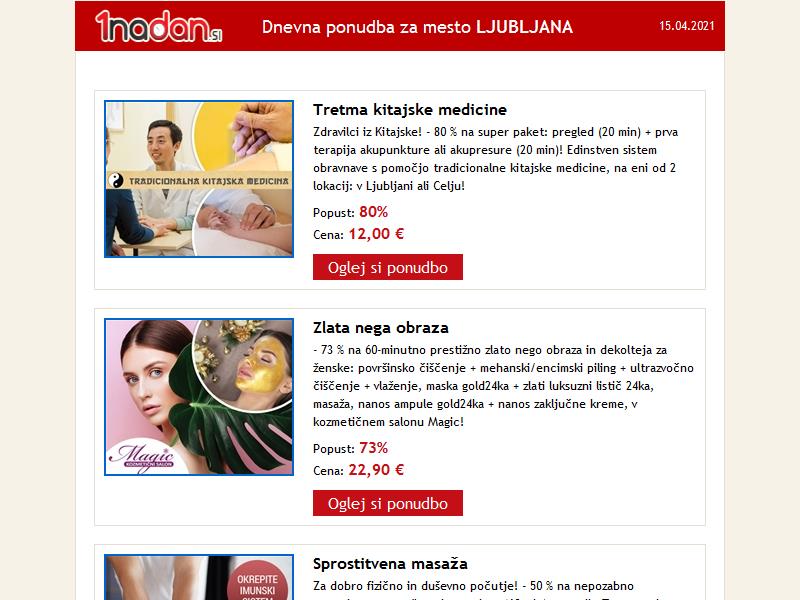 1nadan.si
Dnevna ponudba za mesto LJUBLJANA
15.04.2021
TRADICIONALNA KITAJSKA MEDICINA
Tretma kitajske medicine
Zdravilci iz Kitajske! - 80 % na super paket: pregled (20 min) + prva
terapija akupunkture ali akupresure (20 min)! Edinstven sistem
obravnave s pomočjo tradicionalne kitajske medicine, na eni od 2
lokacij: v Ljubljani ali Celju!
Popust: 80%
Cena: 12,00 €
Oglej si ponudbo
Magic
KOZMETIČNI SALON
Zlata nega obraza
- 73 % na 60-minutno prestižno zlato nego obraza in dekolteja za
ženske: površinsko čiščenje + mehanski/encimski piling + ultrazvočno
čiščenje + vlaženje, maska gold24ka + zlati luksuzni listič 24ka,
masaža, nanos ampule gold24ka + nanos zaključne kreme, v
kozmetičnem salonu Magic!
Popust: 73%
Cena: 22,90 €
Oglej si ponudbo
OKREPITE
IMUNSKI
Sprostitvena masaža
Za dobro fizično in duševno počutje! - 50 % na nepozabno